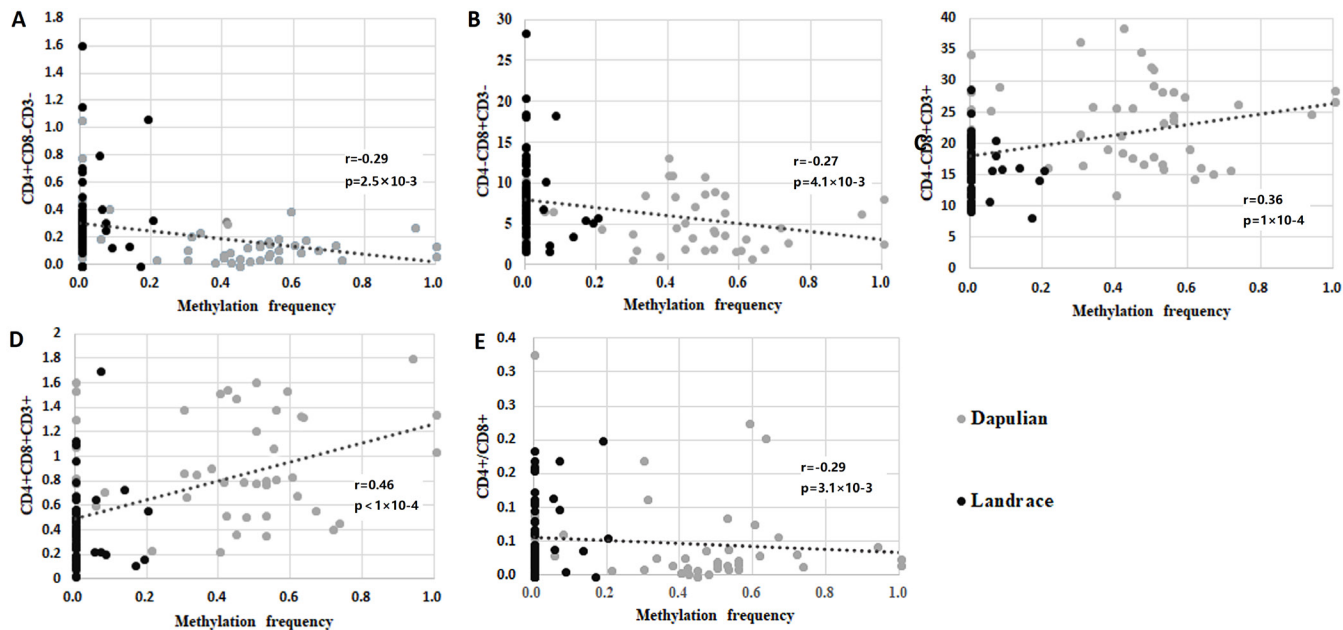 A
CD4+CD8-CD3-
1.8
1.6
1.4
1.2
1.0
0.8
0.6
0.4
0.2
0.0
r=-0.29
p=2.5×10-3
0.0 0.2 0.4 0.6 0.8 1.0
Methylation frequency
B
CD4-CD8+CD3-
30
25
20
15
10
5
0
r=-0.27
p=4.1×10-3
0.0 0.2 0.4 0.6 0.8 1.0
Methylation frequency
C
CD4-CD8+CD3+
40
35
30
25
20
15
10
5
0
r=0.36
p=1×10-4
0.0 0.2 0.4 0.6 0.8 1.0
Methylation frequency
D
CD4+CD8+CD3+
2
1.8
1.6
1.4
1.2
1
0.8
0.6
0.4
0.2
0
r=0.46
p<1×10-4
0.0 0.2 0.4 0.6 0.8 1.0
Methylation frequency
E
CD4+/CD8+
0.4
0.3
0.3
0.2
0.2
0.1
0.1
0.0
r=-0.29
p=3.1×10-3
0.0 0.2 0.4 0.6 0.8 1.0
Methylation frequency
Dapulian
Landrace